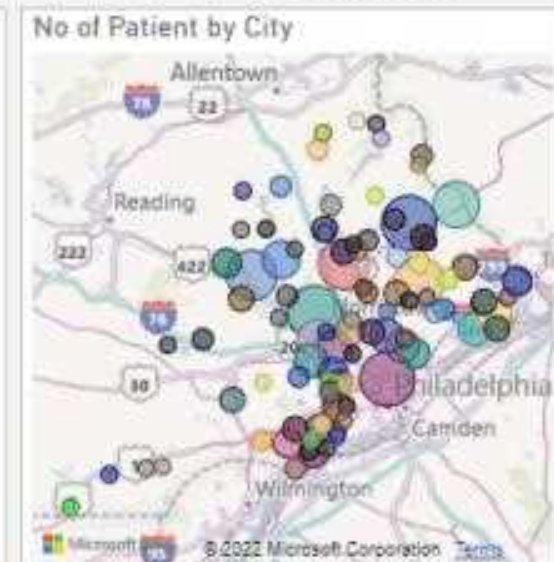 No of Patient by City
Allentown
78
22
Reading
222
422
76
30
Philadelphia
Camden
Wilmington
95
Microsoft
© 2022 Microsoft Corporation Terms